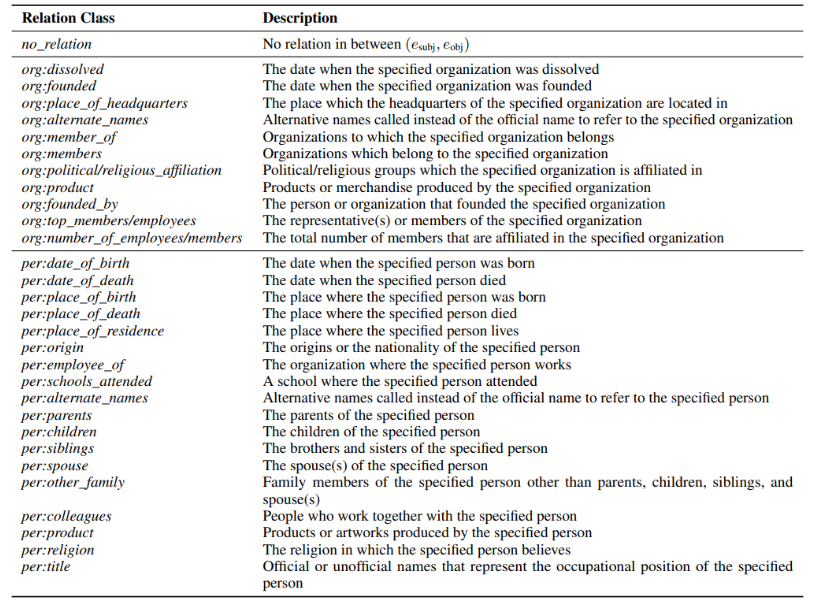 Relation Class Description
no_relation No relation in between (e_subj, e_obj)
org:dissolved The date when the specified organization was dissolved
org:founded The date when the specified organization was founded
org:place_of_headquarters The place which the headquarters of the specified organization are located in
org:alternate_names Alternative names called instead of the official name to refer to the specified organization
org:member_of Organizations to which the specified organization belongs
org:members Organizations which belong to the specified organization
org:political/religious_affiliation Political/religious groups which the specified organization is affiliated in
org:product Products or merchandise produced by the specified organization
org:founded_by The person or organization that founded the specified organization
org:top_members/employees The representative(s) or members of the specified organization
org:number_of_employees/members The total number of members that are affiliated in the specified organization
per:date_of_birth The date when the specified person was born
per:date_of_death The date when the specified person died
per:place_of_birth The place where the specified person was born
per:place_of_death The place where the specified person died
per:place_of_residence The place where the specified person lives
per:origin The origins or the nationality of the specified person
per:employee_of The organization where the specified person works
per:schools_attended A school where the specified person attended
per:alternate_names Alternative names called instead of the official name to refer to the specified person
per:parents The parents of the specified person
per:children The children of the specified person
per:siblings The brothers and sisters of the specified person
per:spouse The spouse(s) of the specified person
per:other_family Family members of the specified person other than parents, children, siblings, and
spouse(s)
per:colleagues People who work together with the specified person
per:product Products or artworks produced by the specified person
per:religion The religion in which the specified person believes
per:title Official or unofficial names that represent the occupational position of the specified
person